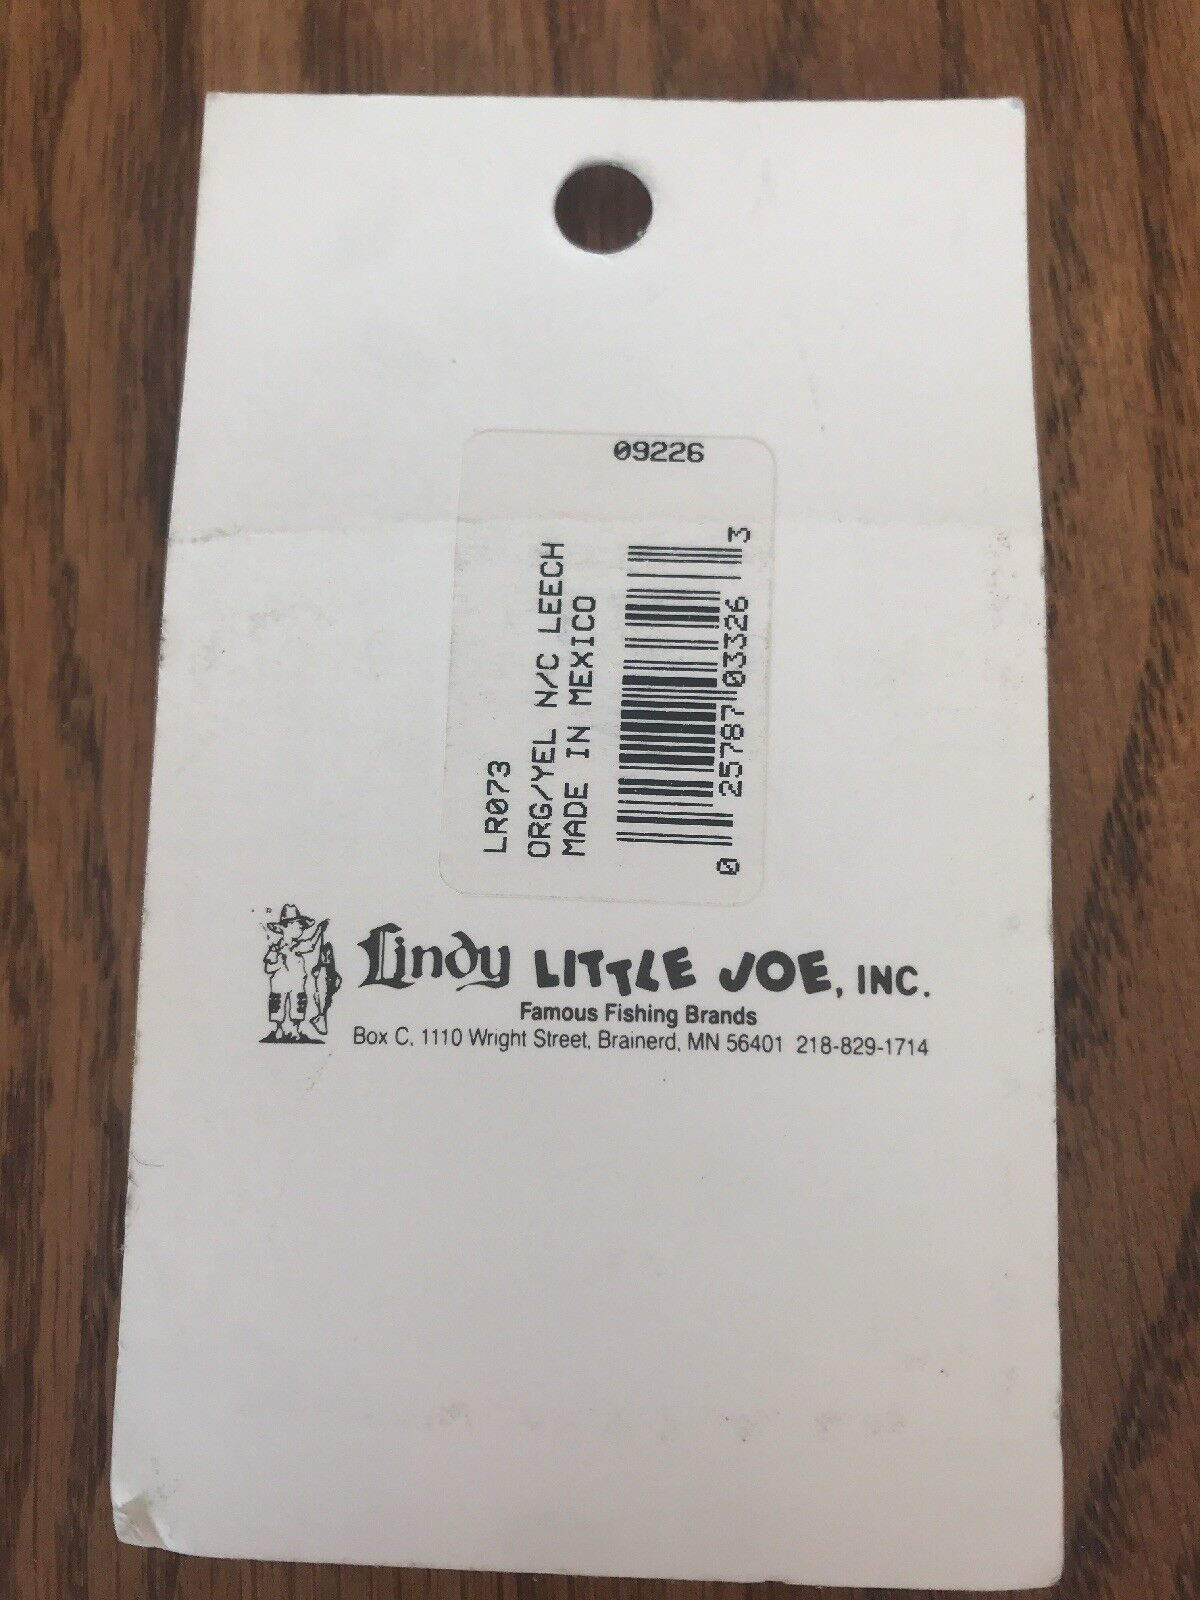 09226
LR073
ORG/YEL N/C LEECH
MADE IN MEXICO
0 25787 03326 3
Lindy LITTLE JOE, INC.
Famous Fishing Brands
Box C, 1110 Wright Street, Brainerd, MN 56401 218-829-1714